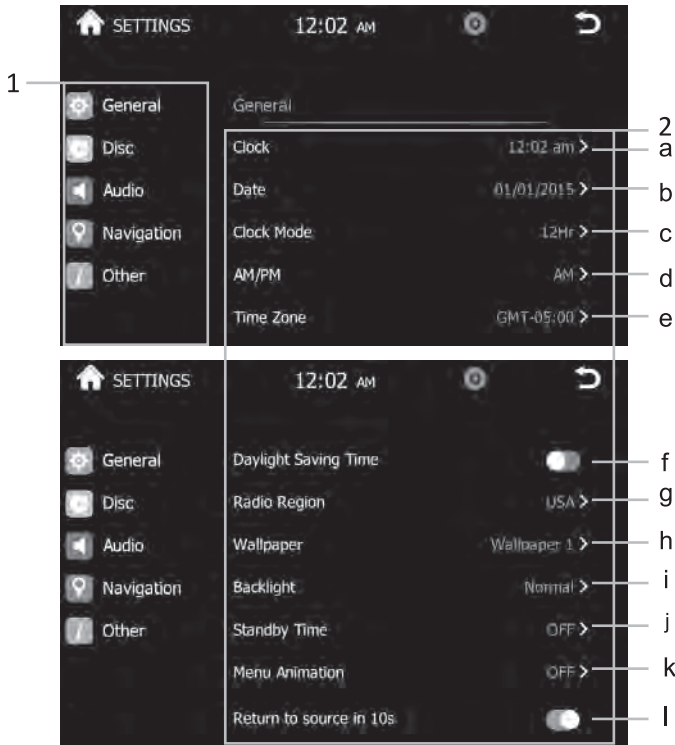 SETTINGS 12:02 AM
1
General General
2
Disc Clock 12:02 am > a
Audio Date 01/01/2015 > b
Navigation Clock Mode 12Hr > c
Other AM/PM AM > d
Time Zone GMT-05:00 > e
SETTINGS 12:02 AM
General Daylight Saving Time f
Disc Radio Region USA > g
Audio Wallpaper Wallpaper 1 > h
Navigation Backlight Normal > i
Other Standby Time OFF > j
Menu Animation OFF > k
Return to source in 10s l